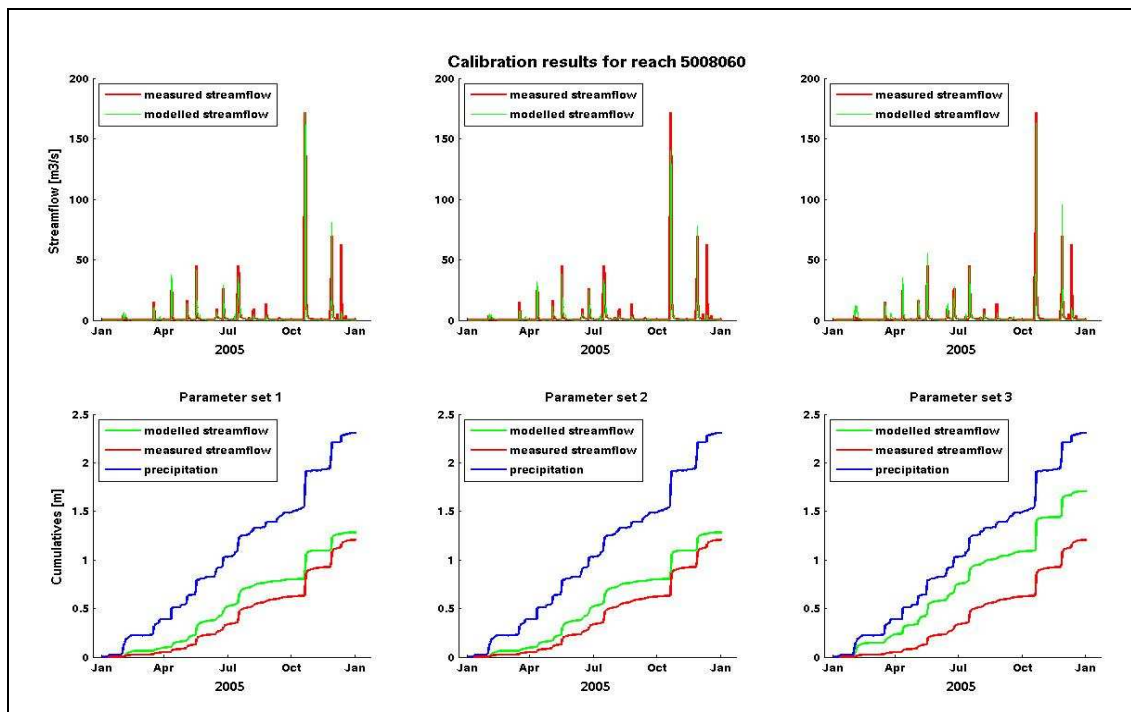 Calibration results for reach 5008060
200
150
100
50
0
Streamflow [m3/s]
measured streamflow
modelled streamflow
Jan Apr Jul Oct Jan
2005
200
150
100
50
0
measured streamflow
modelled streamflow
Jan Apr Jul Oct Jan
2005
200
150
100
50
0
measured streamflow
modelled streamflow
Jan Apr Jul Oct Jan
2005
Parameter set 1
2.5
2
1.5
1
0.5
0
Cumulatives [m]
modelled streamflow
measured streamflow
precipitation
Jan Apr Jul Oct Jan
2005
Parameter set 2
2.5
2
1.5
1
0.5
0
modelled streamflow
measured streamflow
precipitation
Jan Apr Jul Oct Jan
2005
Parameter set 3
2.5
2
1.5
1
0.5
0
modelled streamflow
measured streamflow
precipitation
Jan Apr Jul Oct Jan
2005